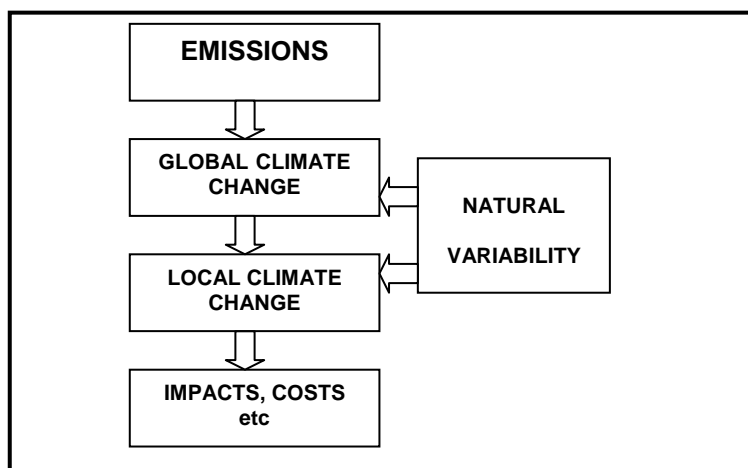 EMISSIONS
GLOBAL CLIMATE
CHANGE
NATURAL
VARIABILITY
LOCAL CLIMATE
CHANGE
IMPACTS, COSTS
etc